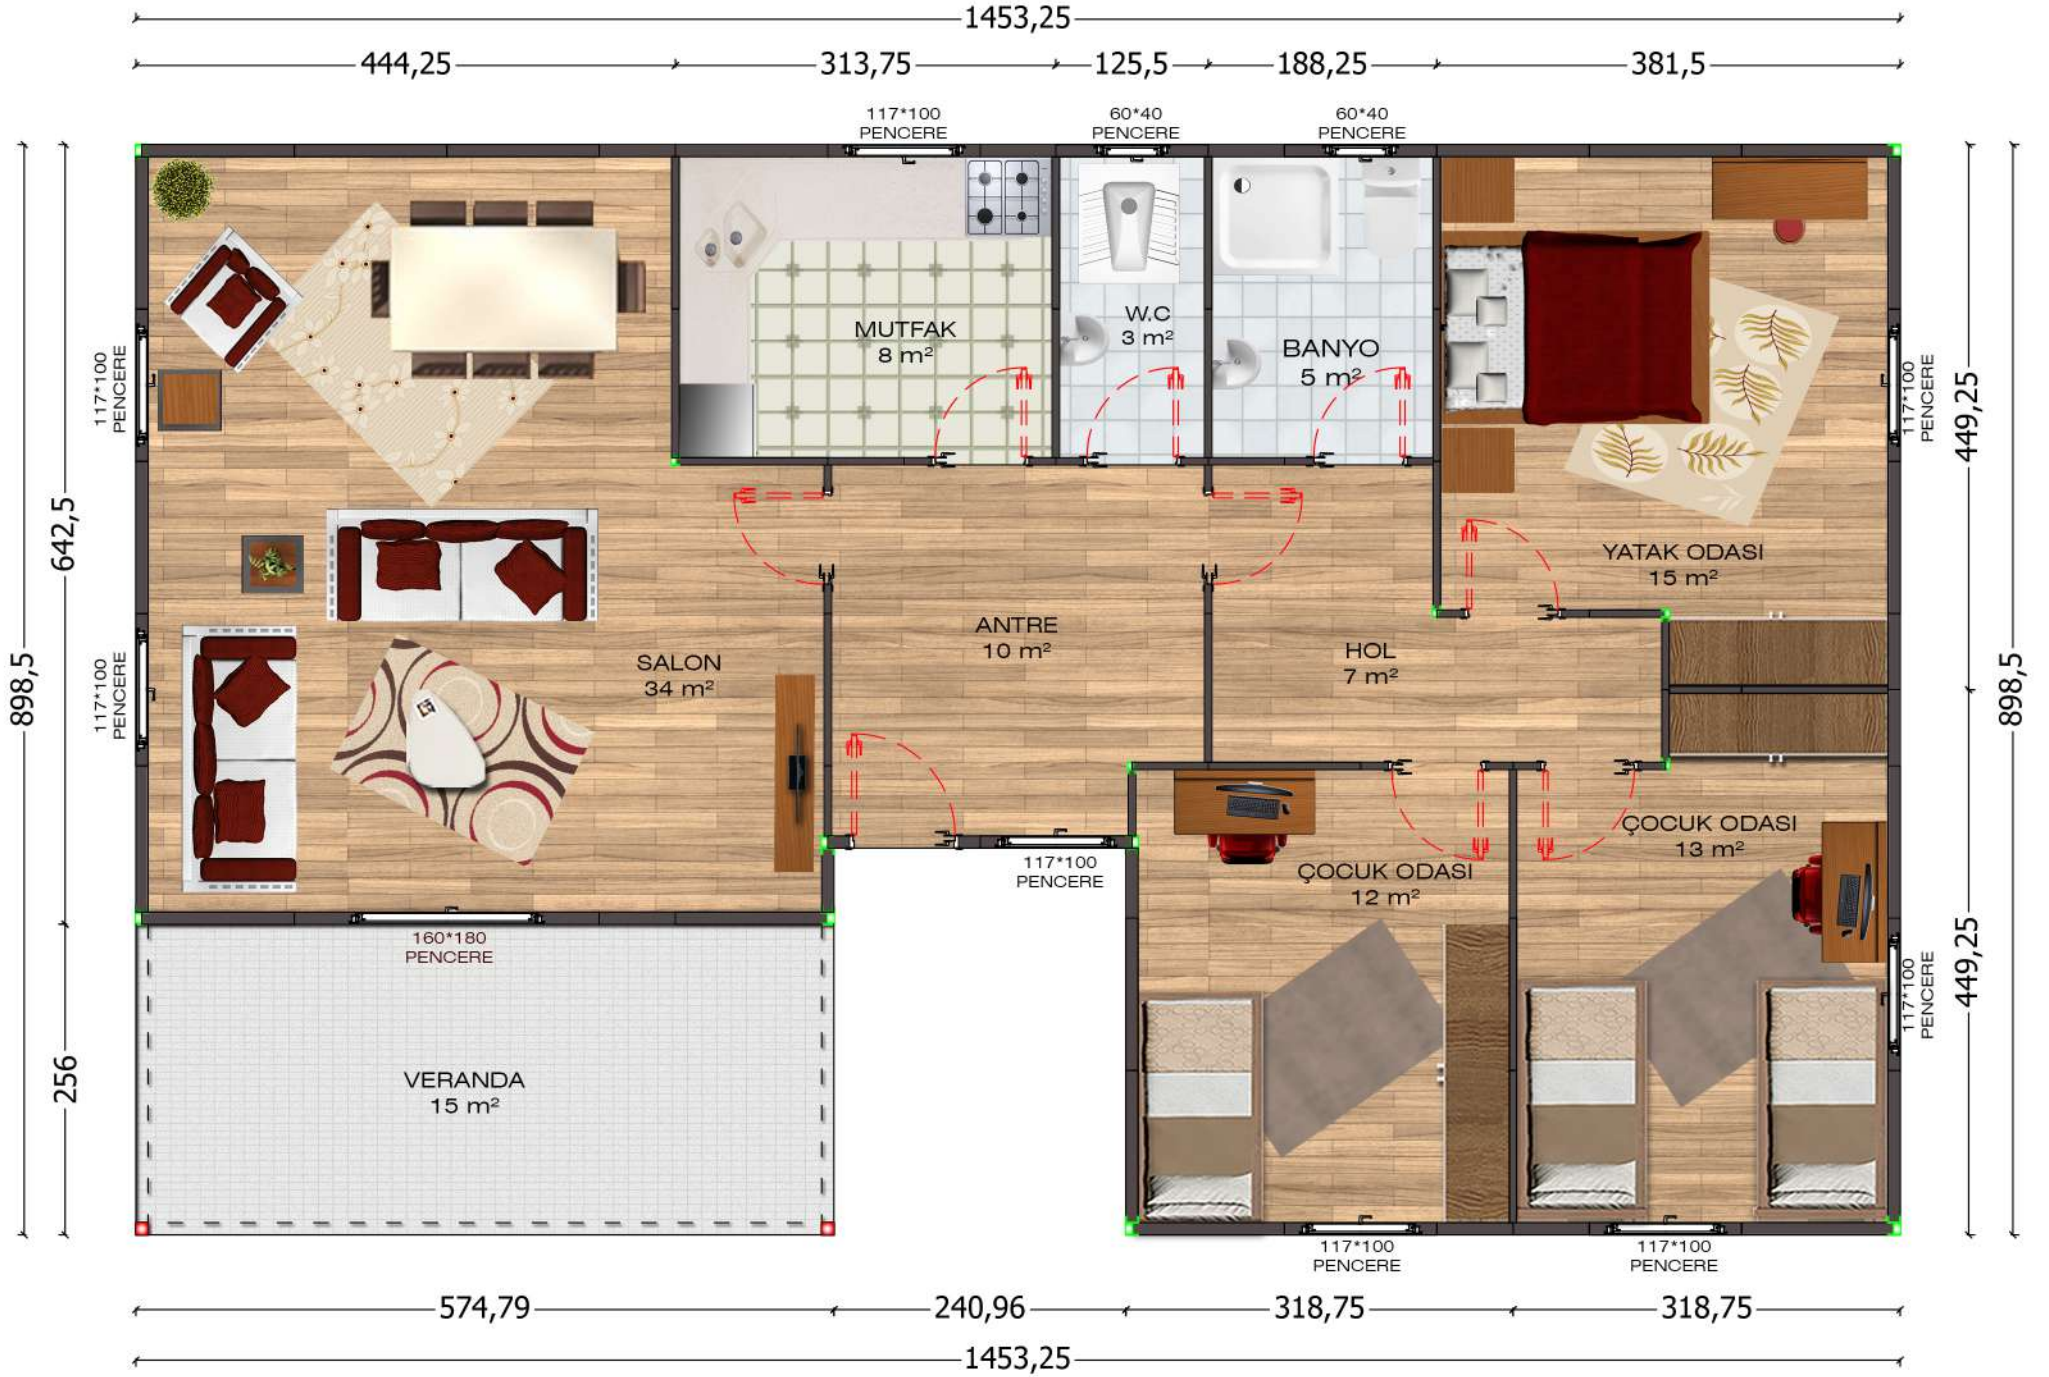 1453,25
444,25
313,75
125,5
188,25
381,5
117*100
PENCERE
60*40
PENCERE
60*40
PENCERE
898,5
642,5
256
117*100
PENCERE
117*100
PENCERE
MUTFAK
8 m²
W.C
3 m²
BANYO
5 m²
YATAK ODASI
15 m²
117*100
PENCERE
449,25
449,25
898,5
SALON
34 m²
ANTRE
10 m²
HOL
7 m²
117*100
PENCERE
ÇOCUK ODASI
12 m²
ÇOCUK ODASI
13 m²
117*100
PENCERE
160*180
PENCERE
VERANDA
15 m²
117*100
PENCERE
117*100
PENCERE
574,79
240,96
318,75
318,75
1453,25